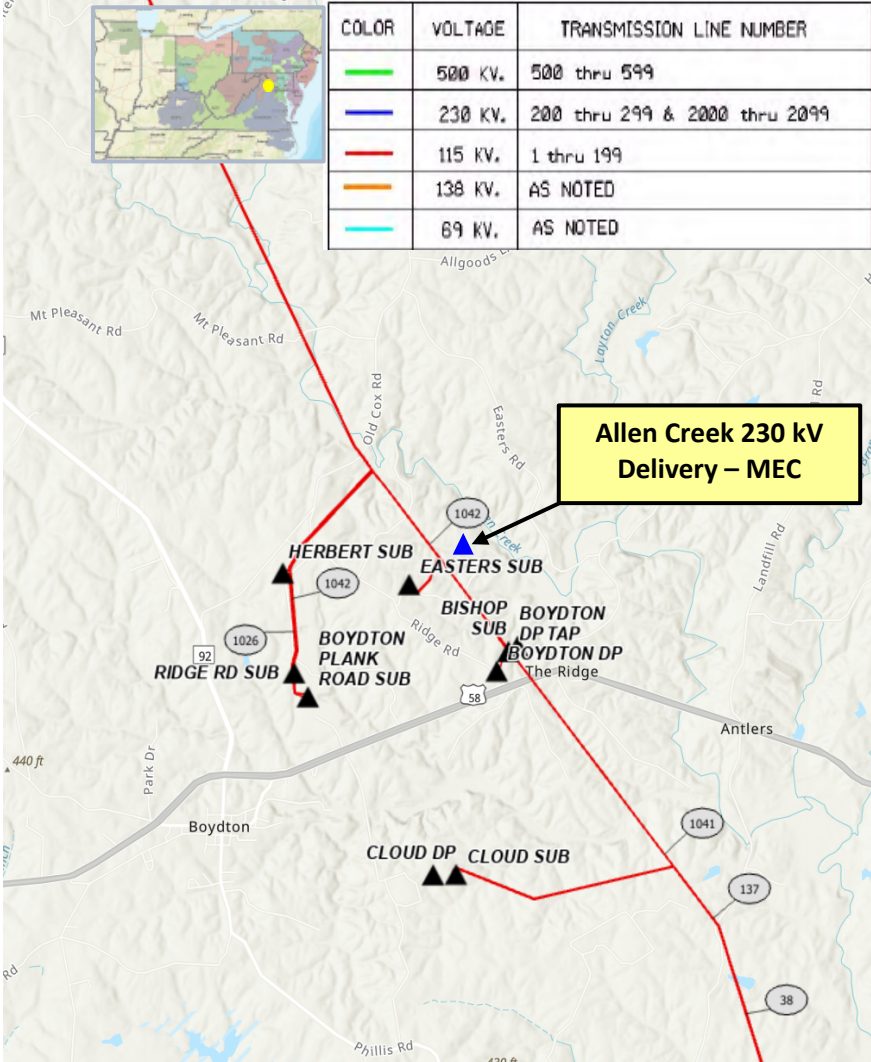 COLOR VOLTAGE TRANSMISSION LINE NUMBER
500 KV. 500 thru 599
230 KV. 200 thru 299 & 2000 thru 2099
115 KV. 1 thru 199
138 KV. AS NOTED
69 KV. AS NOTED
Allgoods
Mt Pleasant Rd
Mt Pleasant Rd
Layton Creek
Old Cox Rd
Easters Rd
Rd
Allen Creek 230 kV
Delivery – MEC
1042
Creek
Landfill Rd
HERBERT SUB
EASTERS SUB
1042
BISHOP
SUB
BOYDTON
DP TAP
BOYDTON DP
Ridge Rd
The Ridge
1026
92
BOYDTON
PLANK
ROAD SUB
RIDGE RD SUB
58
Antlers
440 ft
Park Dr
Boydton
1041
CLOUD DP
CLOUD SUB
137
Rd
38
Phillis Rd